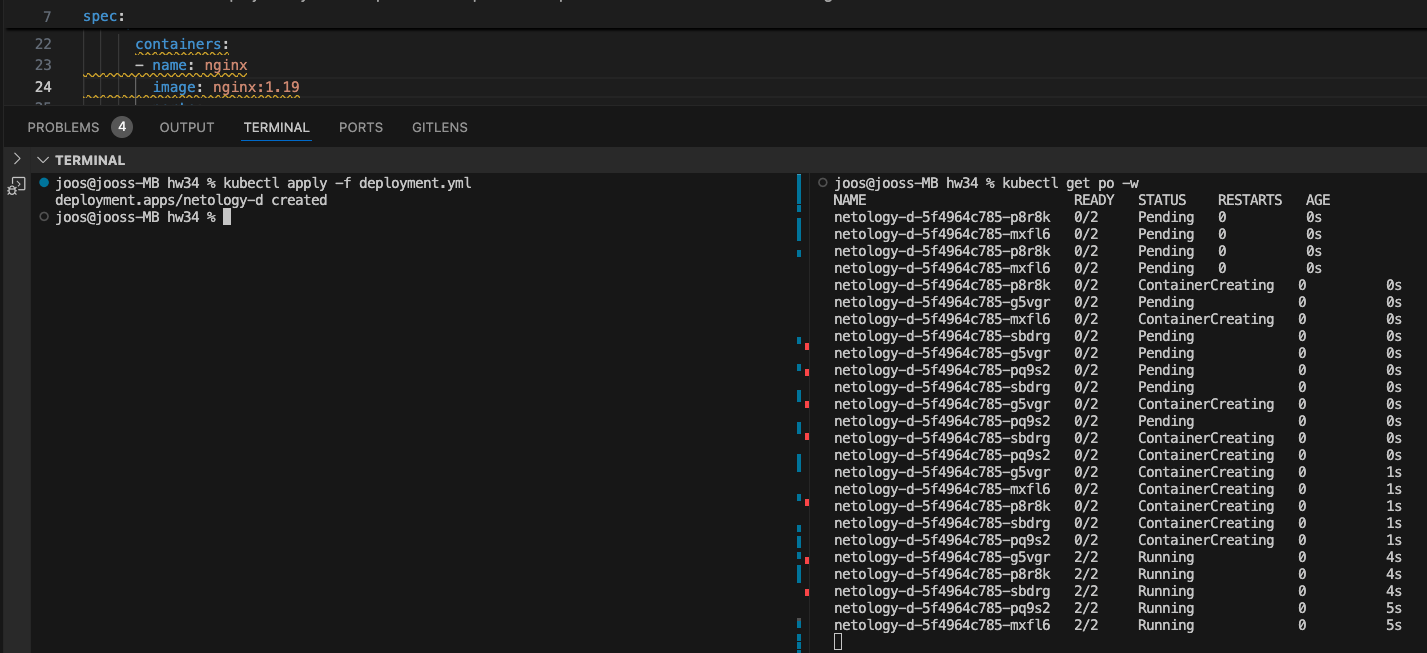 7 spec:
22 containers:
23 - name: nginx
24 image: nginx:1.19
PROBLEMS 4 OUTPUT TERMINAL PORTS GITLENS
TERMINAL
joos@jooss-MB hw34 % kubectl apply -f deployment.yml
deployment.apps/netology-d created
joos@jooss-MB hw34 %
joos@jooss-MB hw34 % kubectl get po -w
NAME READY STATUS RESTARTS AGE
netology-d-5f4964c785-p8r8k 0/2 Pending 0 0s
netology-d-5f4964c785-mxfl6 0/2 Pending 0 0s
netology-d-5f4964c785-p8r8k 0/2 Pending 0 0s
netology-d-5f4964c785-mxfl6 0/2 Pending 0 0s
netology-d-5f4964c785-p8r8k 0/2 ContainerCreating 0 0s
netology-d-5f4964c785-g5vgr 0/2 Pending 0 0s
netology-d-5f4964c785-mxfl6 0/2 ContainerCreating 0 0s
netology-d-5f4964c785-sbdrg 0/2 Pending 0 0s
netology-d-5f4964c785-g5vgr 0/2 Pending 0 0s
netology-d-5f4964c785-pq9s2 0/2 Pending 0 0s
netology-d-5f4964c785-sbdrg 0/2 Pending 0 0s
netology-d-5f4964c785-g5vgr 0/2 ContainerCreating 0 0s
netology-d-5f4964c785-pq9s2 0/2 Pending 0 0s
netology-d-5f4964c785-sbdrg 0/2 ContainerCreating 0 0s
netology-d-5f4964c785-pq9s2 0/2 ContainerCreating 0 0s
netology-d-5f4964c785-g5vgr 0/2 ContainerCreating 0 1s
netology-d-5f4964c785-mxfl6 0/2 ContainerCreating 0 1s
netology-d-5f4964c785-p8r8k 0/2 ContainerCreating 0 1s
netology-d-5f4964c785-sbdrg 0/2 ContainerCreating 0 1s
netology-d-5f4964c785-pq9s2 0/2 ContainerCreating 0 1s
netology-d-5f4964c785-g5vgr 2/2 Running 0 4s
netology-d-5f4964c785-p8r8k 2/2 Running 0 4s
netology-d-5f4964c785-sbdrg 2/2 Running 0 4s
netology-d-5f4964c785-pq9s2 2/2 Running 0 5s
netology-d-5f4964c785-mxfl6 2/2 Running 0 5s